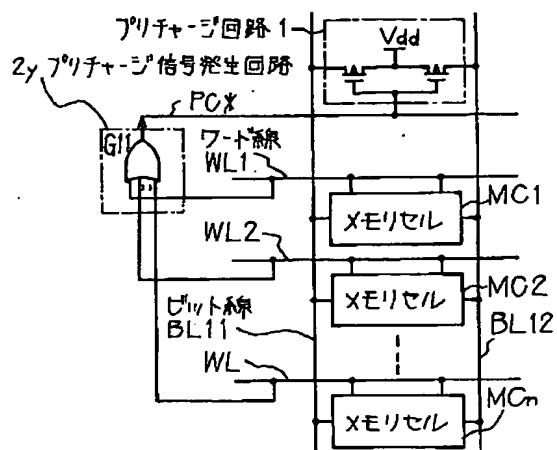 プリチャージ回路1
Vdd
2y プリチャージ信号発生回路
PC*
G11
ワード線
WL1
メモリセル
MC1
WL2
メモリセル
MC2
ビット線
BL11
BL12
WL
メモリセル
MCn